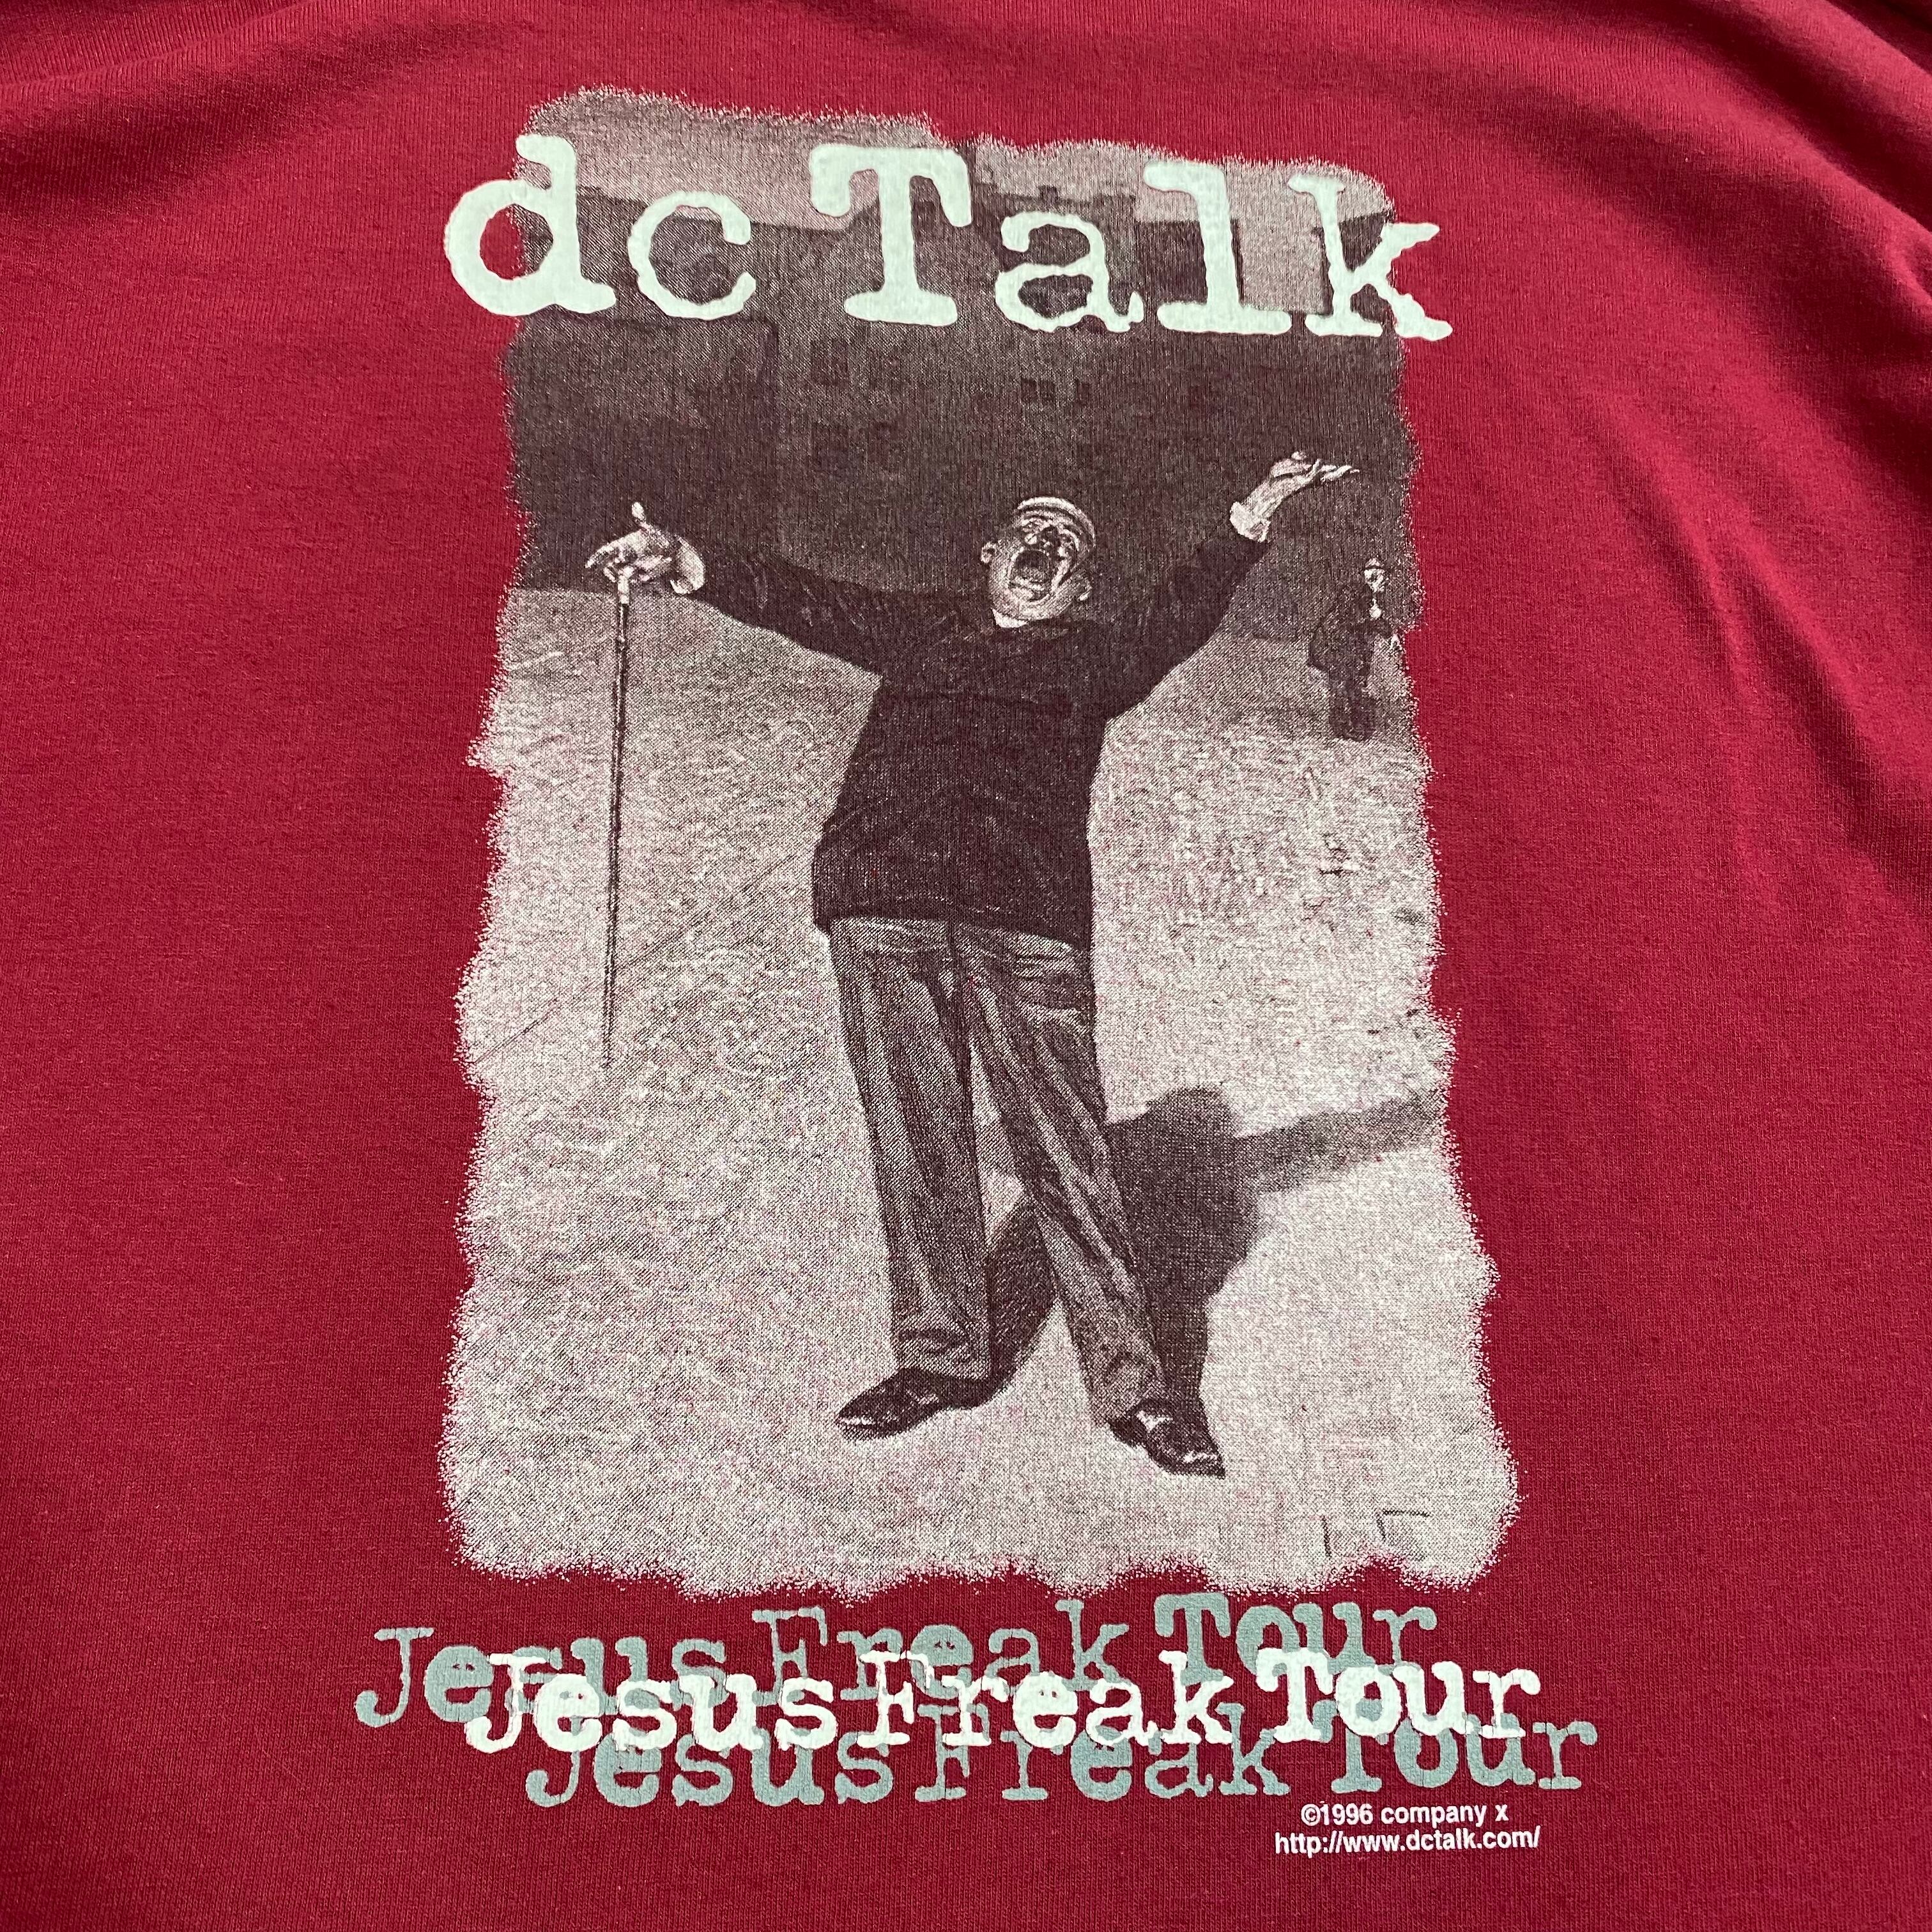 dc Talk
Jesus Freak Tour
Jesus Freak Tour
Jesus Freak Tour
©1996 company x
http://www.dctalk.com/